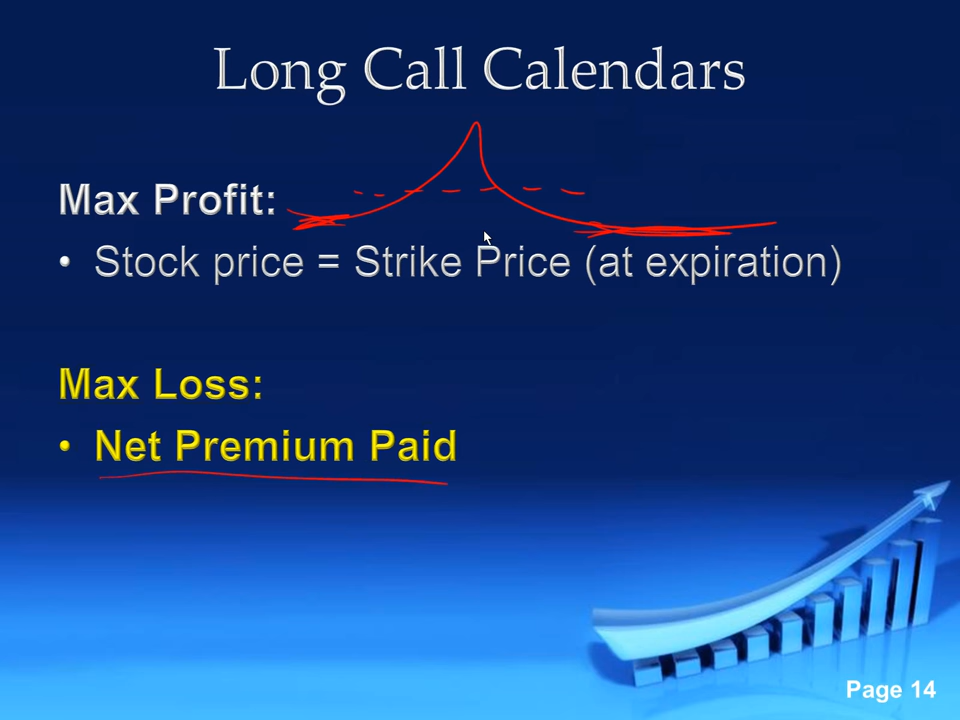 Long Call Calendars
Max Profit:
• Stock price = Strike Price (at expiration)
Max Loss:
• Net Premium Paid
Page 14